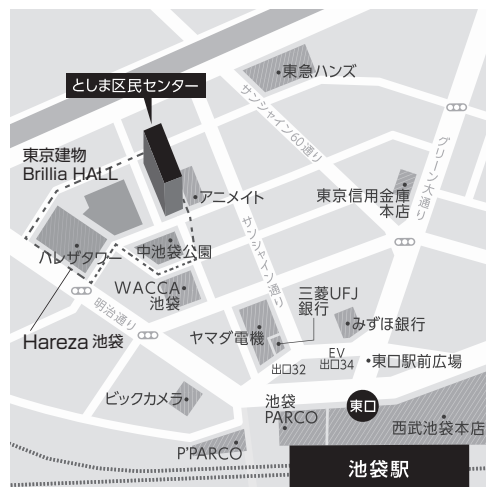 東急ハンズ
としま区民センター
サンシャイン60通り
グリーン大通り
東京建物
Brillia HALL
アニメイト
東京信用金庫
本店
サンシャイン通り
ハレザタワー
中池袋公園
WACCA
池袋
三菱UFJ
銀行
明治通り
みずほ銀行
Hareza 池袋
ヤマダ電機
EV
出口34
出口32
東口駅前広場
ビックカメラ
池袋
PARCO
東口
西武池袋本店
P'PARCO
池袋駅